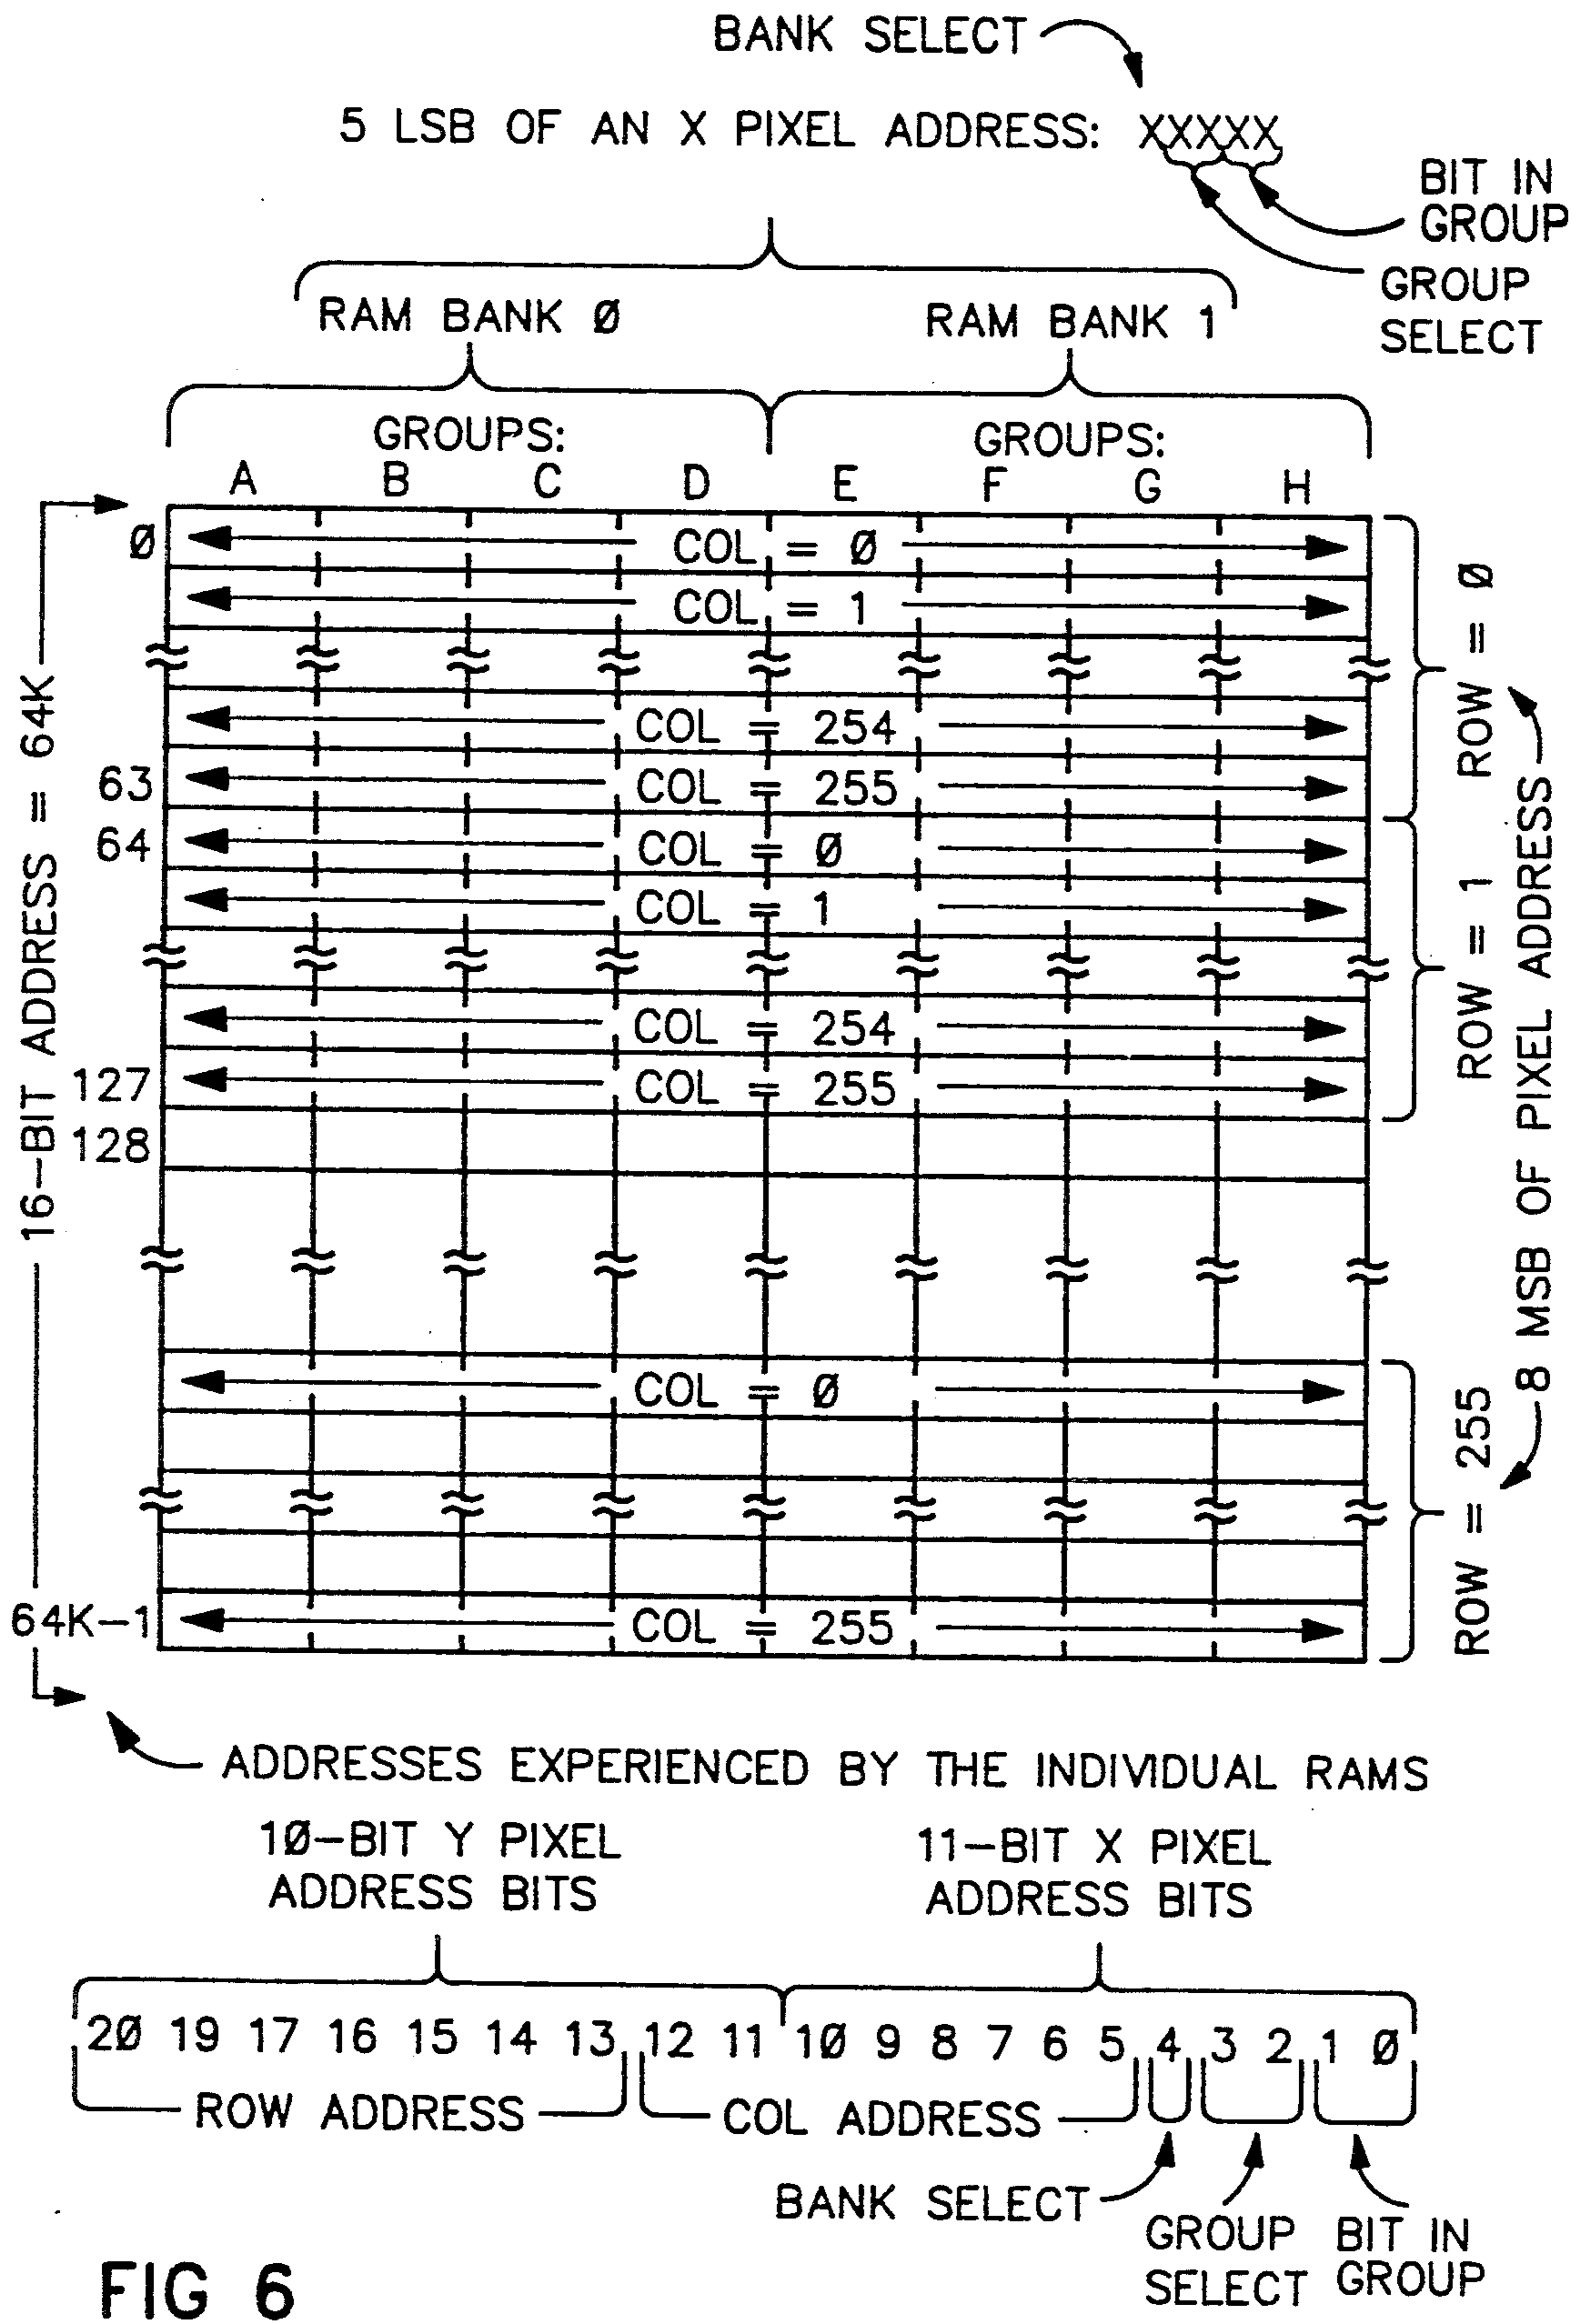 BANK SELECT
5 LSB OF AN X PIXEL ADDRESS: XXXXX
BIT IN
GROUP
GROUP
SELECT
RAM BANK Ø
RAM BANK 1
GROUPS:
GROUPS:
A B C D E F G H
Ø
COL = Ø
COL = 1
COL = 254
63
COL = 255
64
COL = Ø
COL = 1
COL = 254
127
COL = 255
128
COL = Ø
64K-1
COL = 255
16-BIT ADDRESS = 64K
ROW = Ø
ROW = 1
ROW = 255
8 MSB OF PIXEL ADDRESS
ADDRESSES EXPERIENCED BY THE INDIVIDUAL RAMS
1Ø-BIT Y PIXEL
ADDRESS BITS
11-BIT X PIXEL
ADDRESS BITS
2Ø 19 17 16 15 14 13 12 11 1Ø 9 8 7 6 5 4 3 2 1 Ø
ROW ADDRESS
COL ADDRESS
BANK SELECT
GROUP
SELECT
BIT IN
GROUP
FIG 6